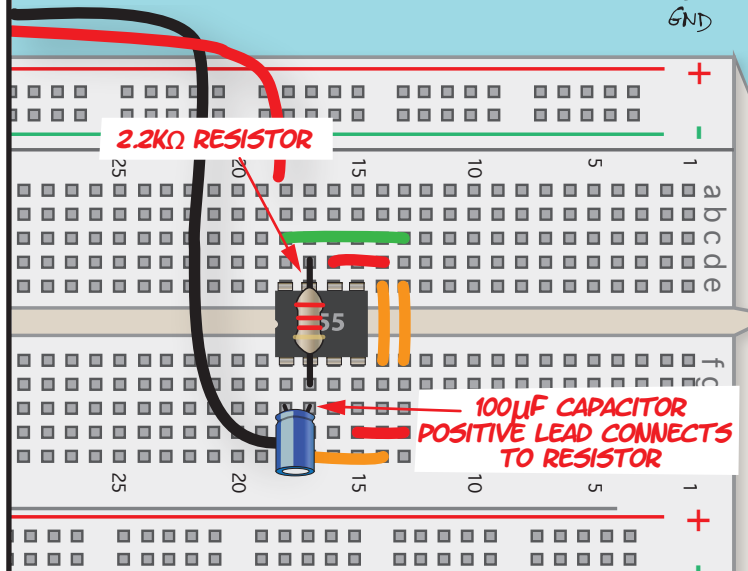 GND
+
-
2.2KΩ RESISTOR
25
20
15
10
5
1
a
b
c
d
e
55
f
g
100µF CAPACITOR
POSITIVE LEAD CONNECTS
TO RESISTOR
25
20
15
10
5
1
+
-